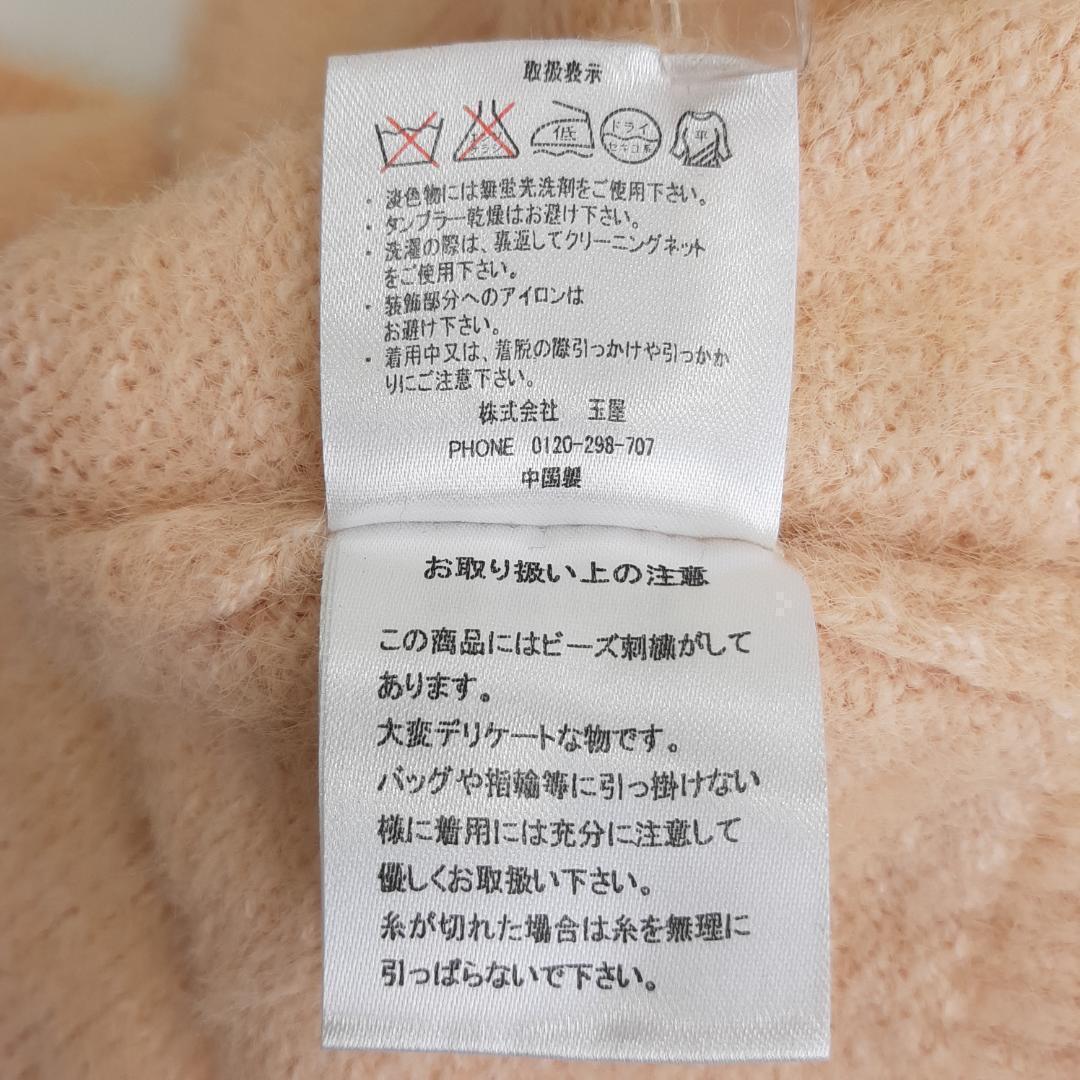 取扱表示
低
ドライ
セキユ系
平
・淡色物には無蛍光洗剤をご使用下さい。
・タンブラー乾燥はお避け下さい。
・洗濯の際は、裏返してクリーニングネット
をご使用下さい。
・装飾部分へのアイロンは
お避け下さい。
・着用中又は、着脱の際引っかけや引っかか
りにご注意下さい。
株式会社 玉屋
PHONE 0120-298-707
中国製
お取り扱い上の注意
この商品にはビーズ刺繍がして
あります。
大変デリケートな物です。
バッグや指輪等に引っ掛けない
様に着用には充分に注意して
優しくお取扱い下さい。
糸が切れた場合は糸を無理に
引っぱらないで下さい。